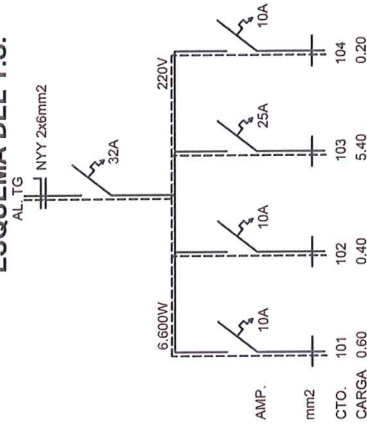 ESQUEMA DEL
AL. TG
NYY 2x6mm2
32A
6.600W 220V
AMP. 10A 10A 25A 10A
mm2
CTO. 101 102 103 104
CARGA 0.60 0.40 5.40 0.20